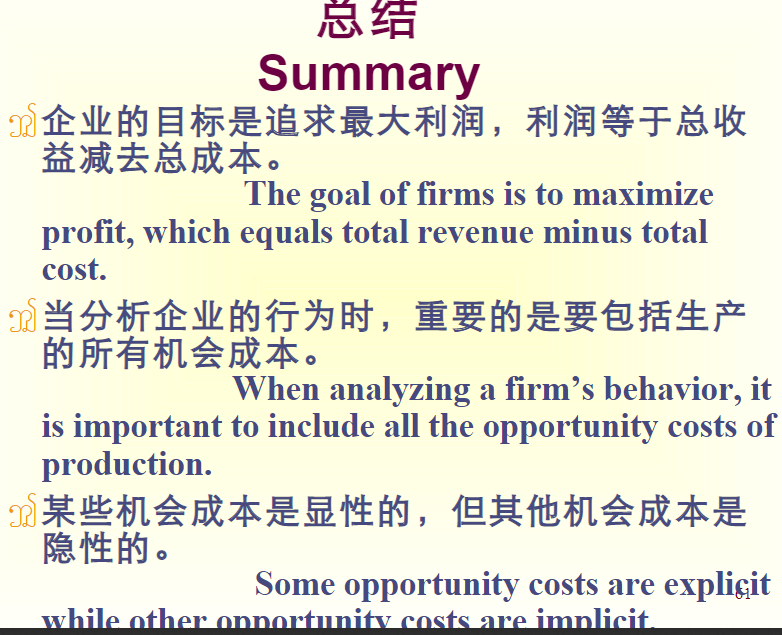 总结
Summary
企业的目标是追求最大利润，利润等于总收
益减去总成本。
The goal of firms is to maximize
profit, which equals total revenue minus total
cost.
当分析企业的行为时，重要的是要包括生产
的所有机会成本。
When analyzing a firm’s behavior, it
is important to include all the opportunity costs of
production.
某些机会成本是显性的，但其他机会成本是
隐性的。
Some opportunity costs are explicit
61
while other opportunity costs are implicit.